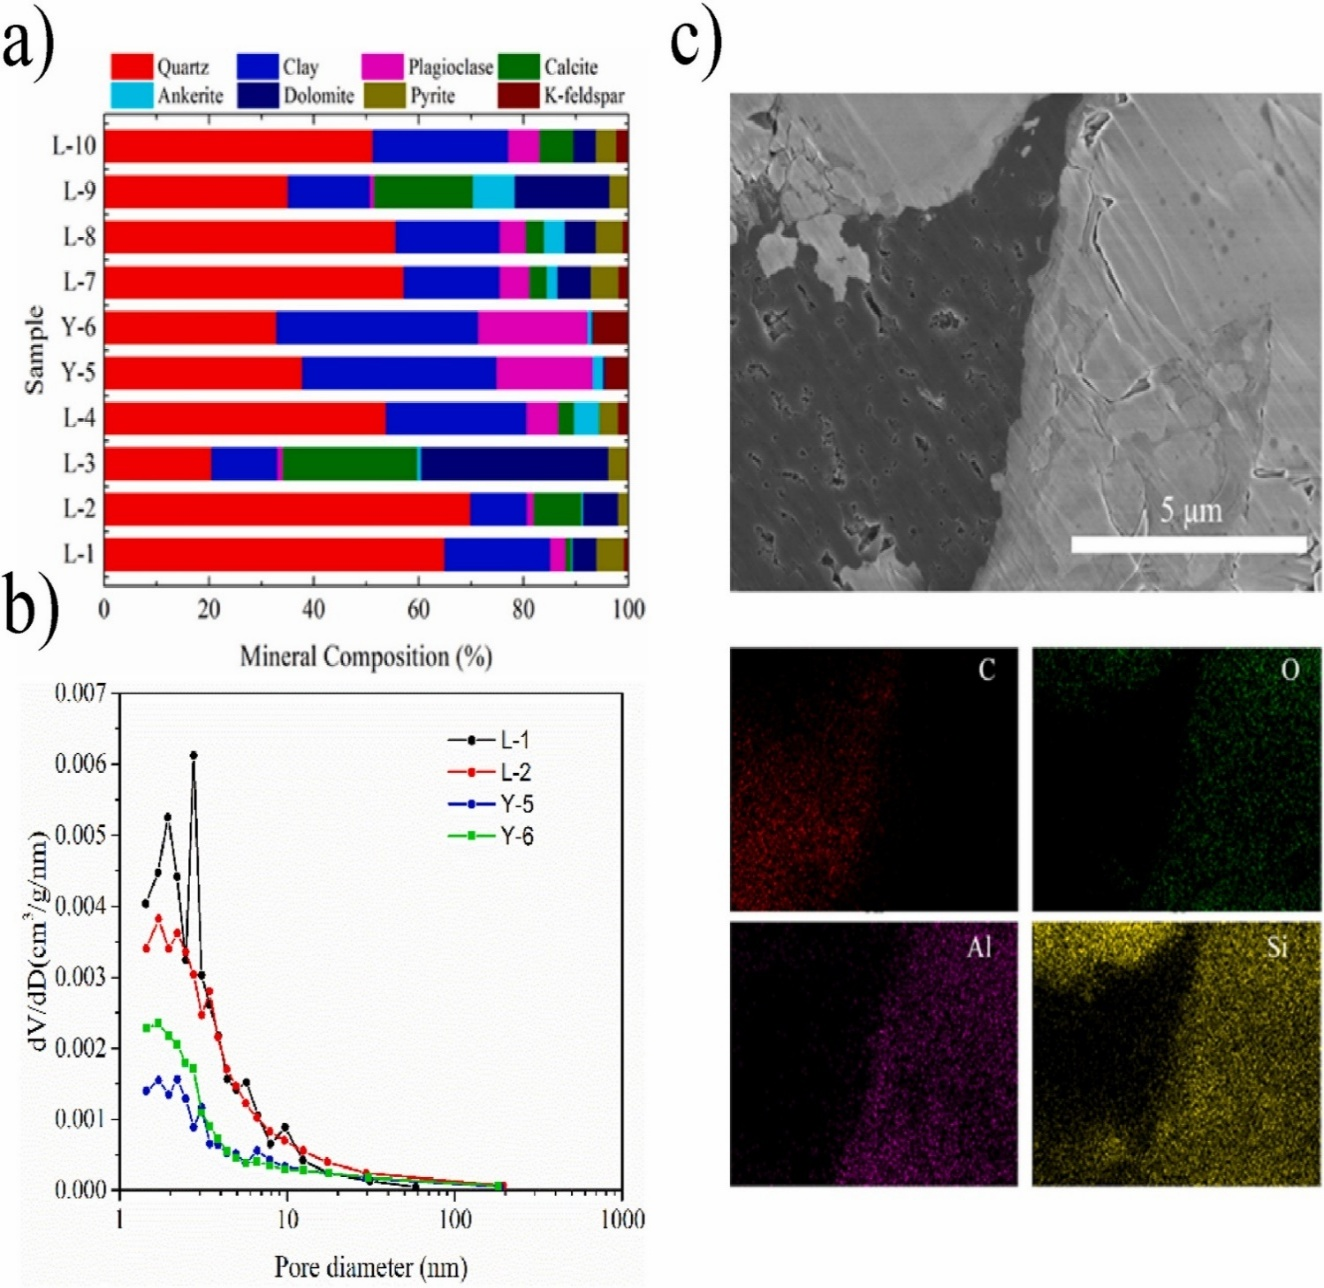 a)
Quartz Clay Plagioclase Calcite
Ankerite Dolomite Pyrite K-feldspar
L-10
L-9
L-8
L-7
Y-6
Y-5
L-4
L-3
L-2
L-1
Sample
0 20 40 60 80 100
Mineral Composition (%)
b)
0.007
0.006
0.005
0.004
0.003
0.002
0.001
0.000
dV/dD(cm³/g/nm)
L-1
L-2
Y-5
Y-6
1 10 100 1000
Pore diameter (nm)
c)
5 μm
C
O
Al
Si